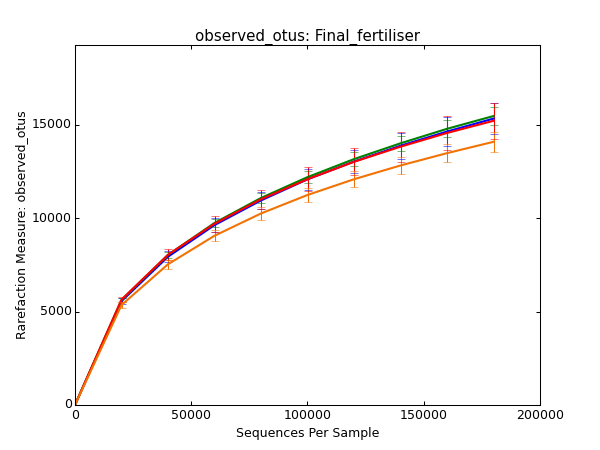 observed_otus: Final_fertiliser
Rarefaction Measure: observed_otus
15000
10000
5000
0
0 50000 100000 150000 200000
Sequences Per Sample